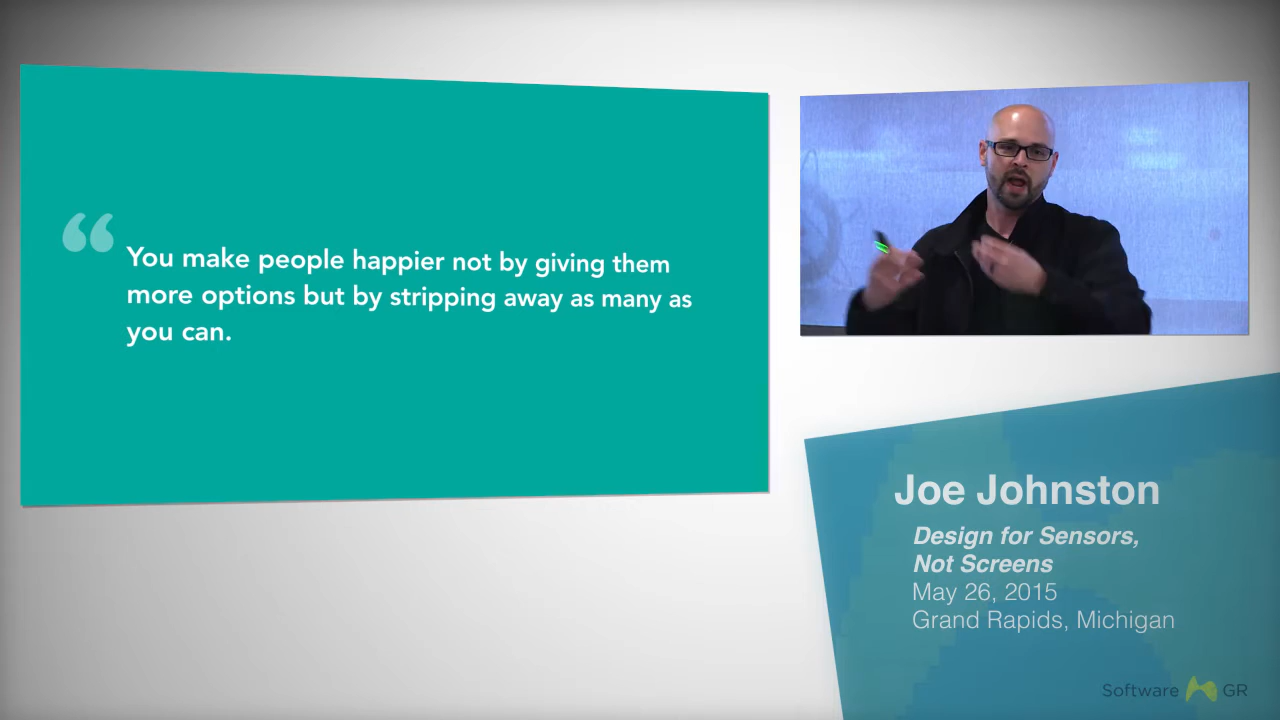 “
You make people happier not by giving them
more options but by stripping away as many as
you can.
Joe Johnston
Design for Sensors,
Not Screens
May 26, 2015
Grand Rapids, Michigan
Software GR